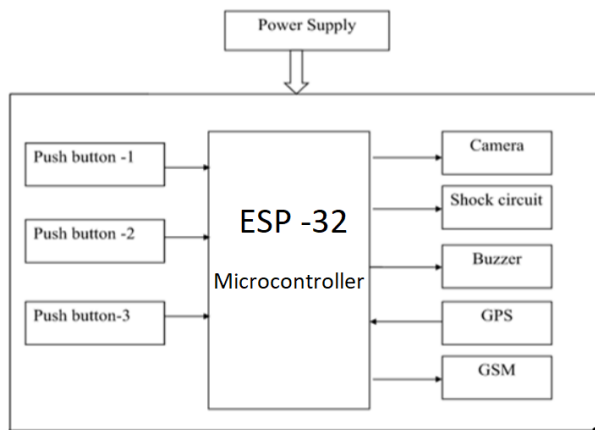 Power Supply
Push button -1
Push button -2
Push button-3
ESP -32
Microcontroller
Camera
Shock circuit
Buzzer
GPS
GSM